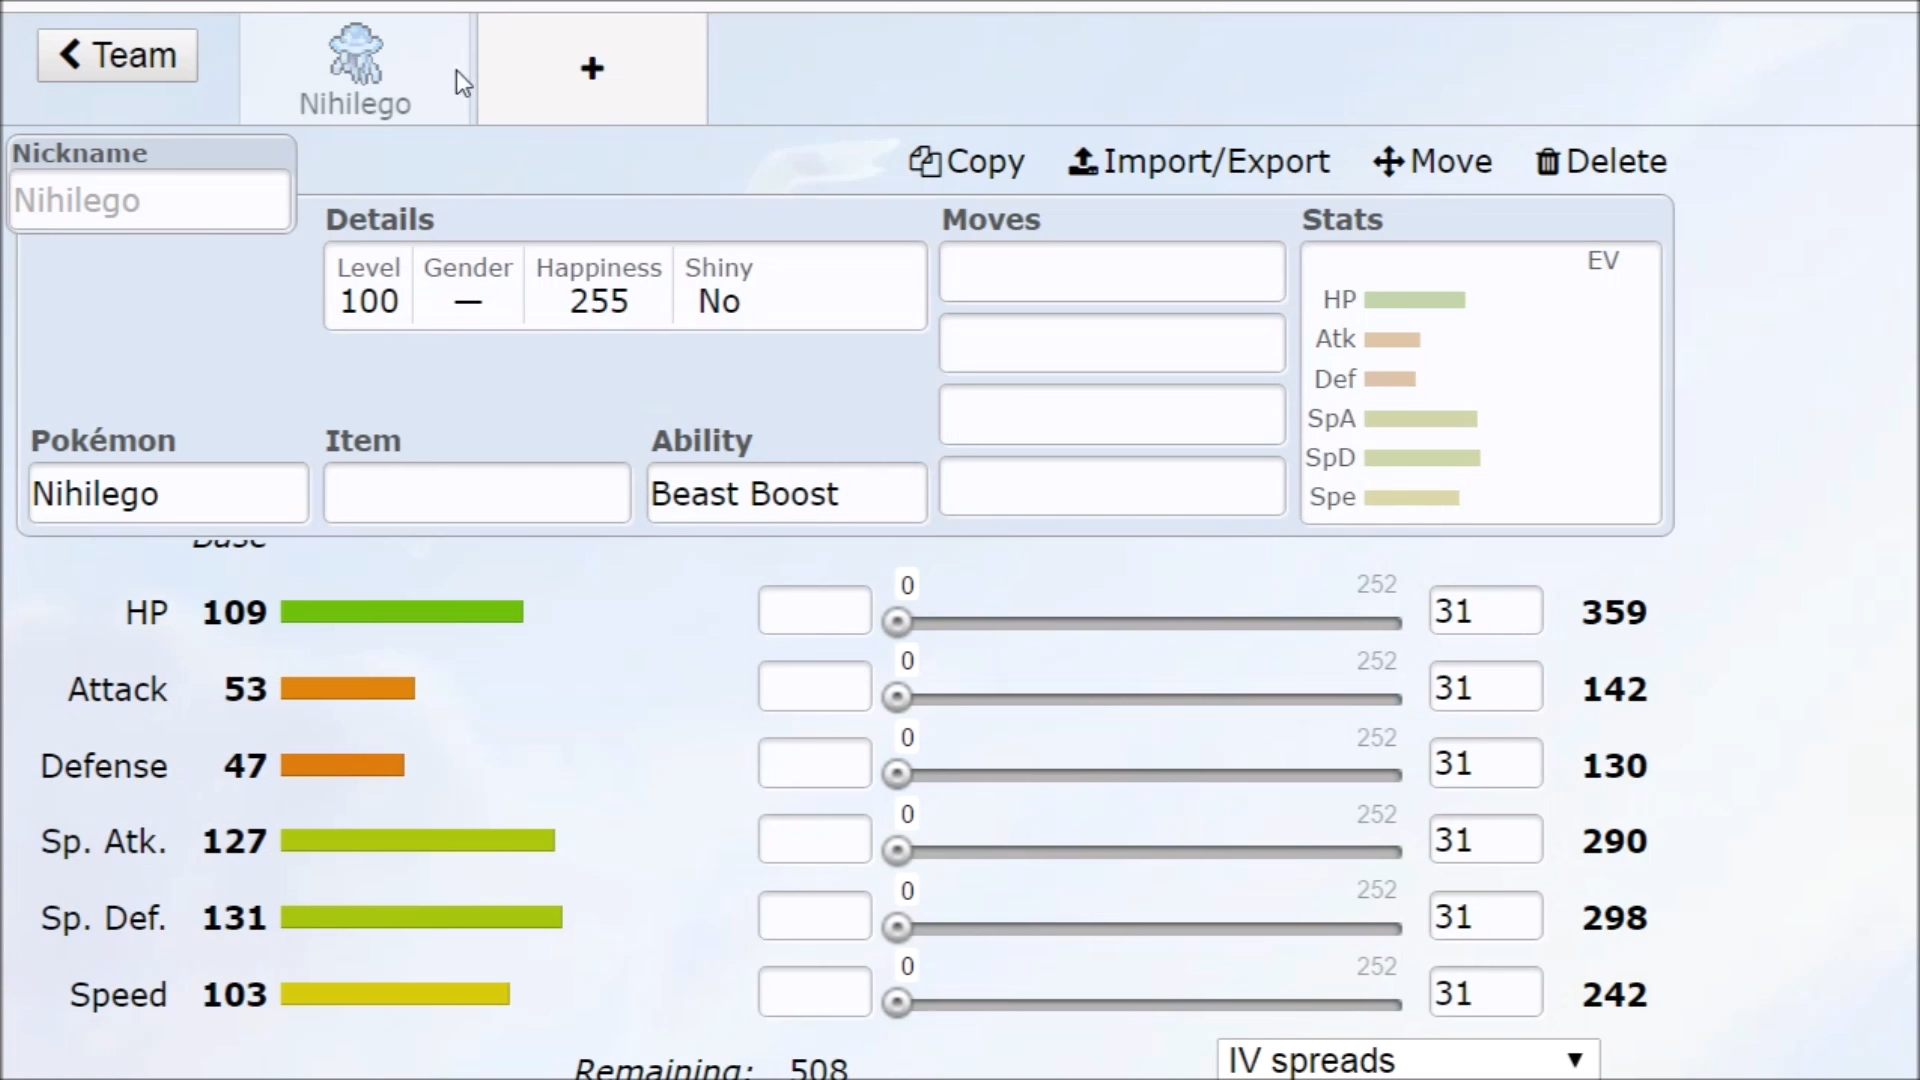 Team
Nihilego
+
Nickname
Nihilego
Copy Import/Export Move Delete
Details
Level Gender Happiness Shiny
100 — 255 No
Moves
Stats
EV
HP
Atk
Def
SpA
SpD
Spe
Pokémon Item Ability
Nihilego Beast Boost
Base
HP 109 0 252 31 359
Attack 53 0 252 31 142
Defense 47 0 252 31 130
Sp. Atk. 127 0 252 31 290
Sp. Def. 131 0 252 31 298
Speed 103 0 252 31 242
Remaining: 508
IV spreads